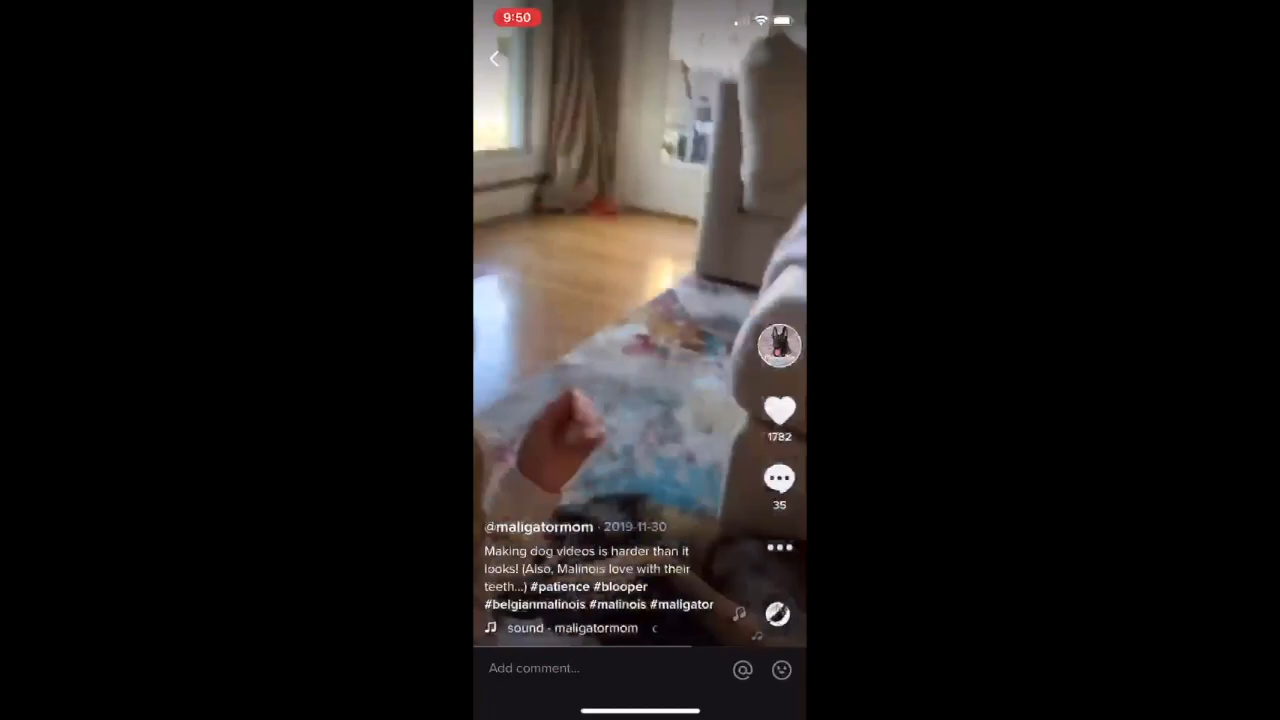 9:50
1782
35
@maligatormom · 2019-11-30
Making dog videos is harder than it
looks! (Also, Malinois love with their
teeth...) #patience #blooper
#belgianmalinois #malinois #maligator
sound - maligatormom
Add comment...